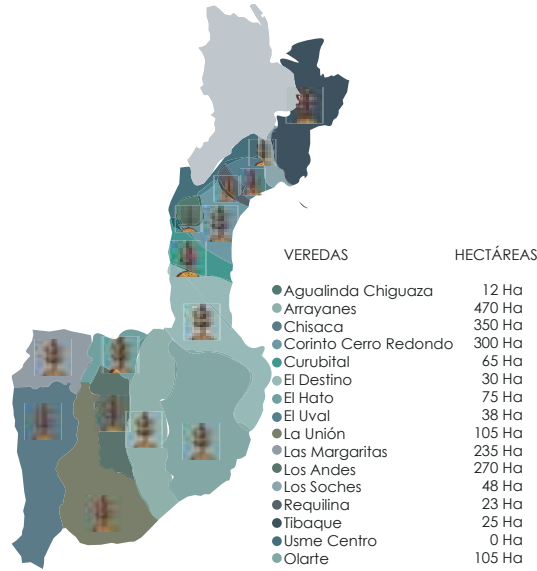 VEREDAS HECTÁREAS
Agualinda Chiguaza 12 Ha
Arrayanes 470 Ha
Chisaca 350 Ha
Corinto Cerro Redondo 300 Ha
Curubital 65 Ha
El Destino 30 Ha
El Hato 75 Ha
El Uval 38 Ha
La Unión 105 Ha
Las Margaritas 235 Ha
Los Andes 270 Ha
Los Soches 48 Ha
Requilina 23 Ha
Tibaque 25 Ha
Usme Centro 0 Ha
Olarte 105 Ha